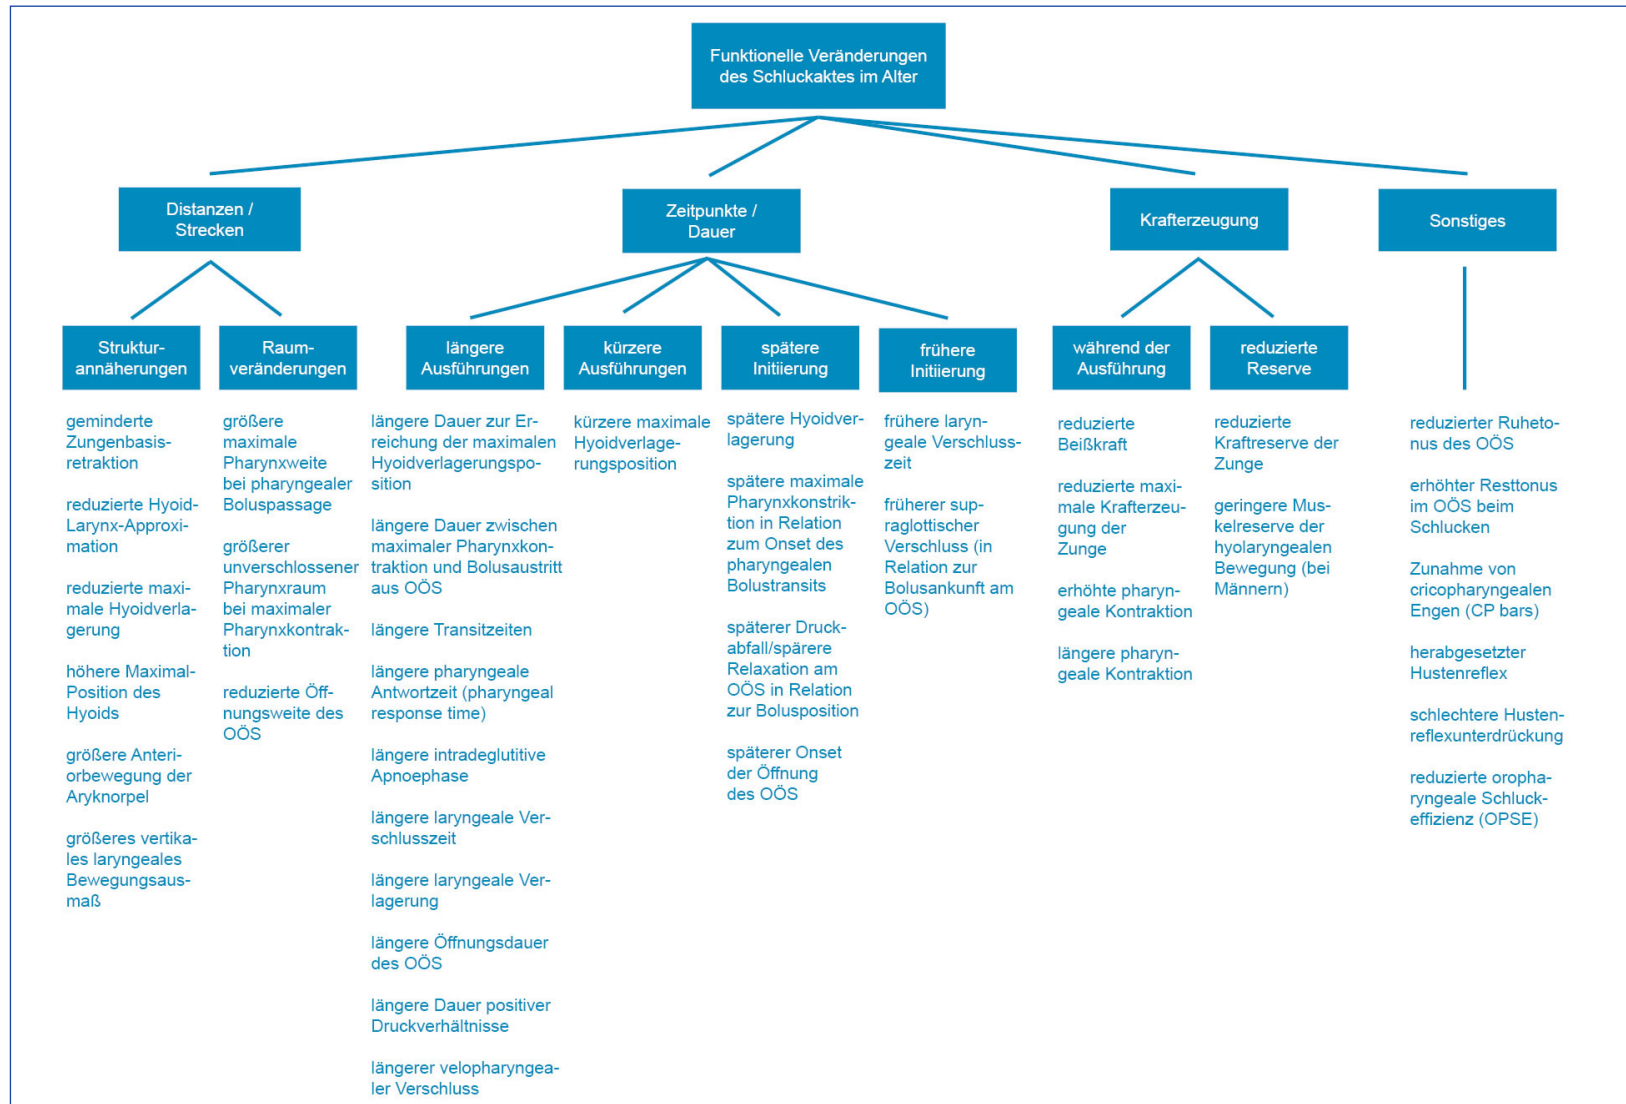 Funktionelle Veränderungen
des Schluckaktes im Alter
Distanzen /
Strecken
Zeitpunkte /
Dauer
Krafterzeugung
Sonstiges
Struktur-
annäherungen
Raum-
veränderungen
längere
Ausführungen
kürzere
Ausführungen
spätere
Initiierung
frühere
Initiierung
während der
Ausführung
reduzierte
Reserve
geminderte
Zungenbasis-
retraktion
reduzierte Hyoid-
Larynx-Approxi-
mation
reduzierte maxi-
male Hyoidverla-
gerung
höhere Maximal-
Position des
Hyoids
größere Anteri-
orbewegung der
Aryknorpel
größeres vertika-
les laryngeales
Bewegungsaus-
maß
größere
maximale
Pharynxweite
bei pharyngealer
Boluspassage
größerer
unverschlossener
Pharynxraum
bei maximaler
Pharynxkontrak-
tion
reduzierte Öff-
nungsweite des
OÖS
längere Dauer zur Er-
reichung der maximalen
Hyoidverlagerungspo-
sition
längere Dauer zwischen
maximaler Pharynxkon-
traktion und Bolusaustritt
aus OÖS
längere Transitzeiten
längere pharyngeale
Antwortzeit (pharyngeal
response time)
längere intradeglutitive
Apnoephase
längere laryngeale Ver-
schlusszeit
längere laryngeale Ver-
lagerung
längere Öffnungsdauer
des OÖS
längere Dauer positiver
Druckverhältnisse
längerer velopharyngea-
ler Verschluss
kürzere maximale
Hyoidverlage-
rungsposition
spätere Hyoidver-
lagerung
spätere maximale
Pharynxkonstrik-
tion in Relation
zum Onset des
pharyngealen
Bolustransits
späterer Druck-
abfall/spärere
Relaxation am
OÖS in Relation
zur Bolusposition
späterer Onset
der Öffnung
des OÖS
frühere laryn-
geale Verschluss-
zeit
früherer sup-
raglottischer
Verschluss (in
Relation zur
Bolusankunft am
OÖS)
reduzierte
Beißkraft
reduzierte maxi-
male Krafterzeu-
gung der
Zunge
erhöhte pharyn-
geale Kontraktion
längere pharyn-
geale Kontraktion
reduzierte
Kraftreserve der
Zunge
geringere Mus-
kelreserve der
hyolaryngealen
Bewegung (bei
Männern)
reduzierter Ruheto-
nus des OÖS
erhöhter Resttonus
im OÖS beim
Schlucken
Zunahme von
cricopharyngealen
Engen (CP bars)
herabgesetzter
Hustenreflex
schlechtere Husten-
reflexunterdrückung
reduzierte oropha-
ryngeale Schluck-
effizienz (OPSE)